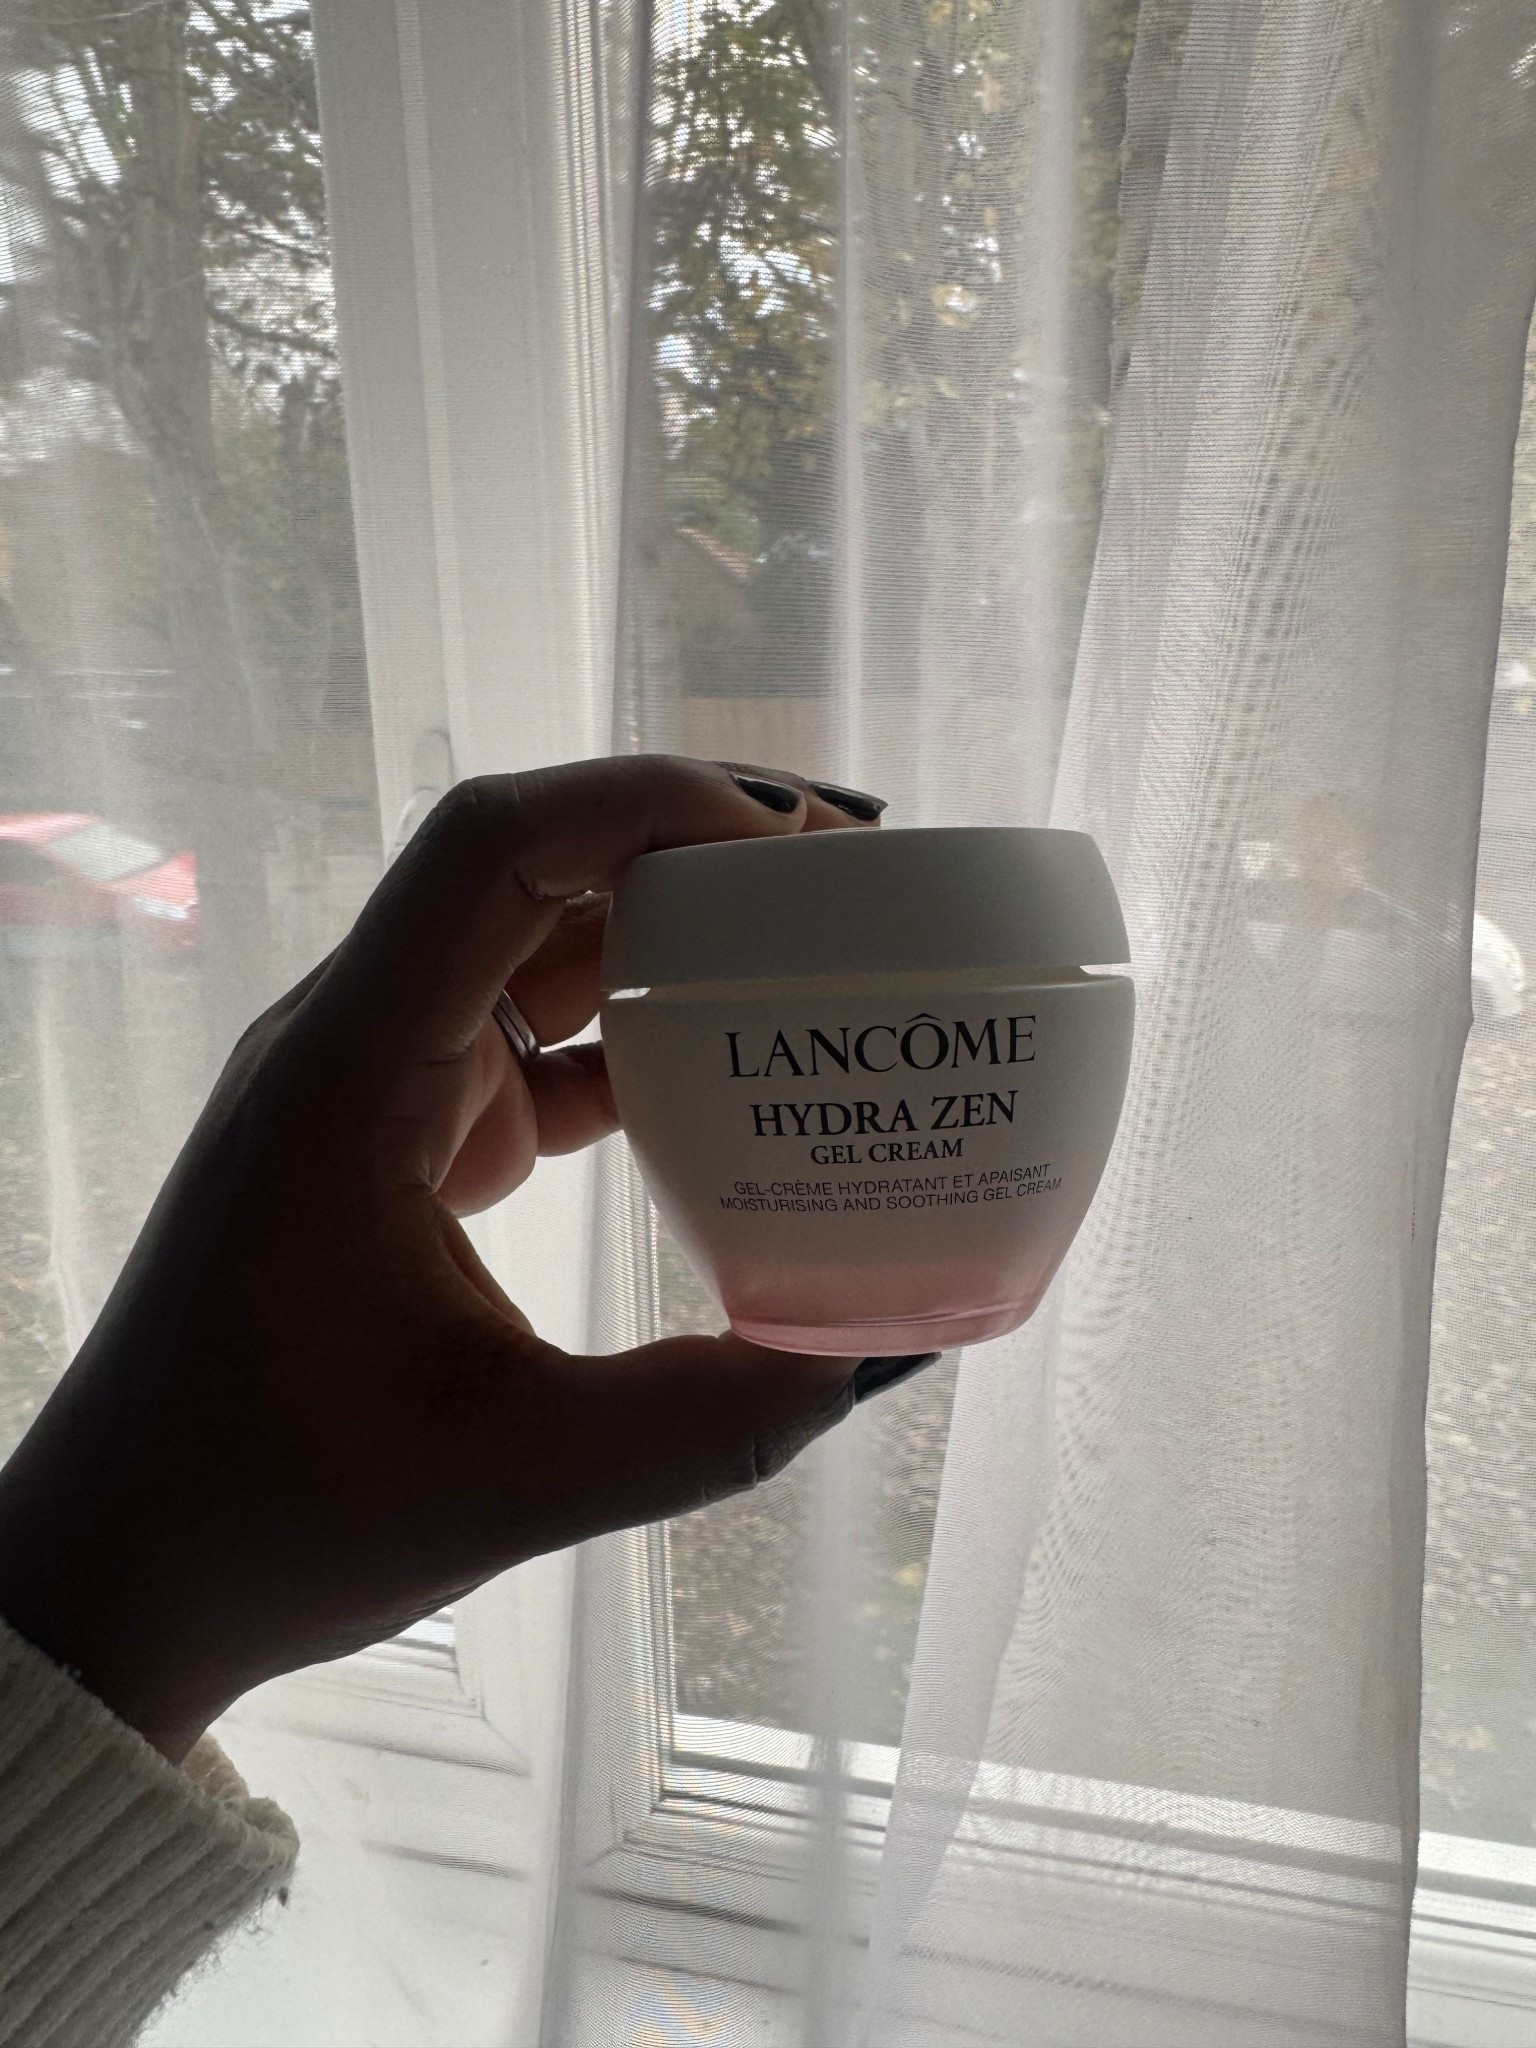 LANCÔME
HYDRA ZEN
GEL CREAM
GEL-CRÈME HYDRATANT ET APAISANT
MOISTURISING AND SOOTHING GEL CREAM